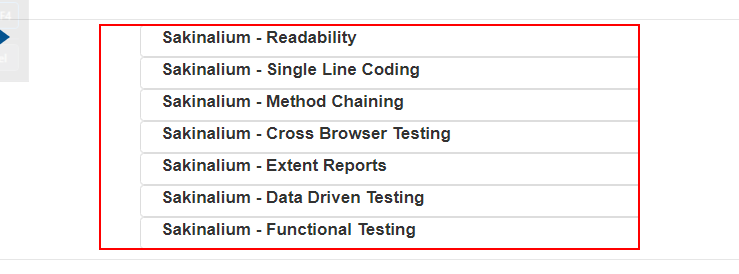 Sakinalium - Readability
Sakinalium - Single Line Coding
Sakinalium - Method Chaining
Sakinalium - Cross Browser Testing
Sakinalium - Extent Reports
Sakinalium - Data Driven Testing
Sakinalium - Functional Testing